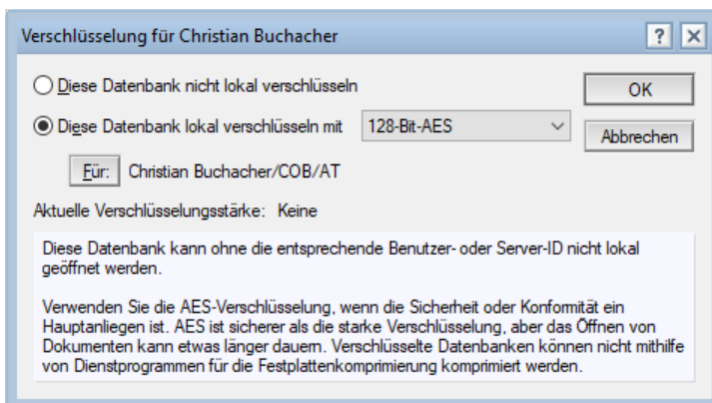 Verschlüsselung für Christian Buchacher
Diese Datenbank nicht lokal verschlüsseln
OK
Diese Datenbank lokal verschlüsseln mit 128-Bit-AES
Abbrechen
Für: Christian Buchacher/COB/AT
Aktuelle Verschlüsselungsstärke: Keine
Diese Datenbank kann ohne die entsprechende Benutzer- oder Server-ID nicht lokal
geöffnet werden.
Verwenden Sie die AES-Verschlüsselung, wenn die Sicherheit oder Konformität ein
Hauptanliegen ist. AES ist sicherer als die starke Verschlüsselung, aber das Öffnen von
Dokumenten kann etwas länger dauern. Verschlüsselte Datenbanken können nicht mithilfe
von Dienstprogrammen für die Festplattenkomprimierung komprimiert werden.